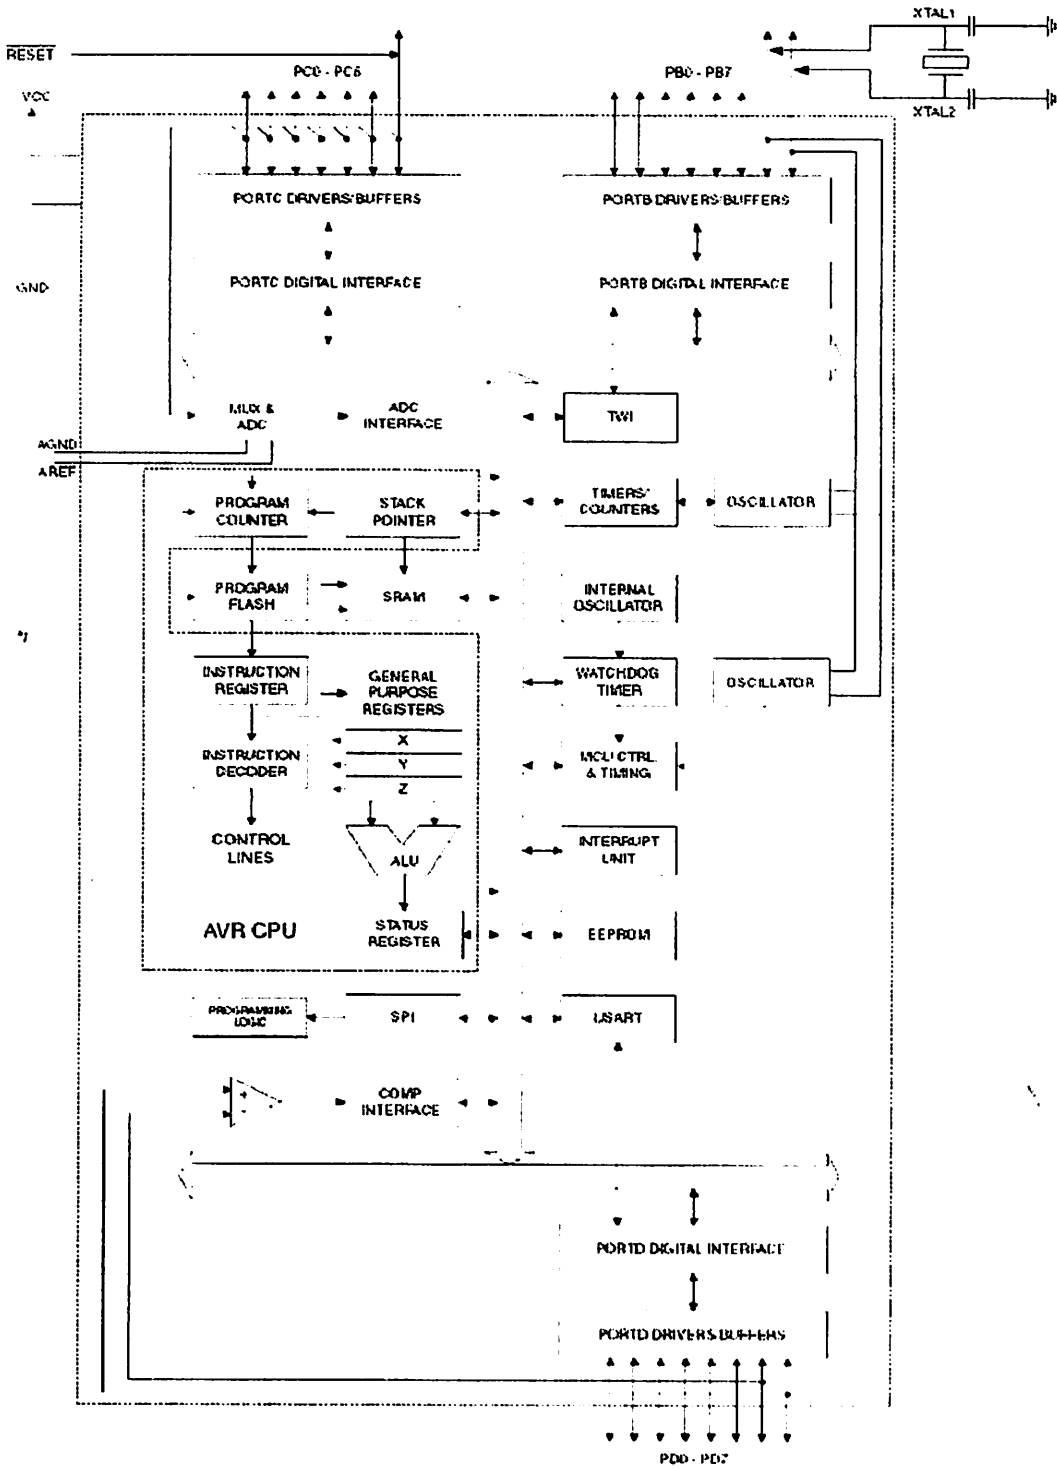 XTAL1
RESET
PC0 - PC6
PB0 - PB7
VCC
XTAL2
PORTC DRIVERS/BUFFERS
PORTB DRIVERS/BUFFERS
PORTC DIGITAL INTERFACE
PORTB DIGITAL INTERFACE
GND
MUX &
ADC
ADC
INTERFACE
TWI
AGND
AREF
PROGRAM
COUNTER
STACK
POINTER
TIMERS/
COUNTERS
OSCILLATOR
PROGRAM
FLASH
SRAM
INTERNAL
OSCILLATOR
INSTRUCTION
REGISTER
GENERAL
PURPOSE
REGISTERS
WATCHDOG
TIMER
OSCILLATOR
X
INSTRUCTION
DECODER
Y
MCU CTRL.
& TIMING
Z
CONTROL
LINES
ALU
INTERRUPT
UNIT
AVR CPU
STATUS
REGISTER
EEPROM
PROGRAMMING
LOGIC
SPI
USART
+
-
COMP
INTERFACE
PORTD DIGITAL INTERFACE
PORTD DRIVERS BUFFERS
PD0 - PD7